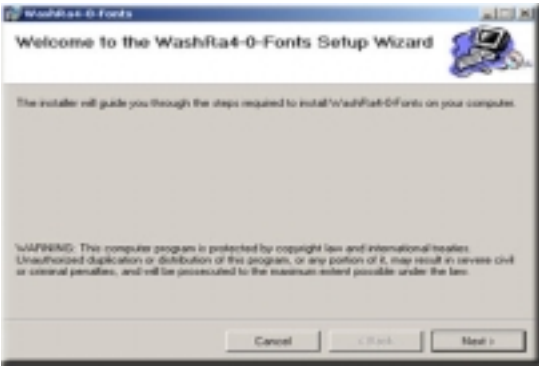 WashRa4-0-Fonts
Welcome to the WashRa4-0-Fonts Setup Wizard
The installer will guide you through the steps required to install WashRa4-0-Fonts on your computer.
WARNING: This computer program is protected by copyright law and international treaties.
Unauthorized duplication or distribution of this program, or any portion of it, may result in severe civil
or criminal penalties, and will be prosecuted to the maximum extent possible under the law.
Cancel < Back Next >